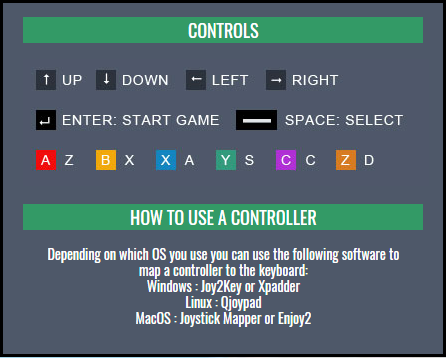 CONTROLS
↑ UP ↓ DOWN ← LEFT → RIGHT
↵ ENTER: START GAME SPACE: SELECT
A Z B X X A Y S C C Z D
HOW TO USE A CONTROLLER
Depending on which OS you use you can use the following software to
map a controller to the keyboard:
Windows : Joy2Key or Xpadder
Linux : Qjoypad
MacOS : Joystick Mapper or Enjoy2